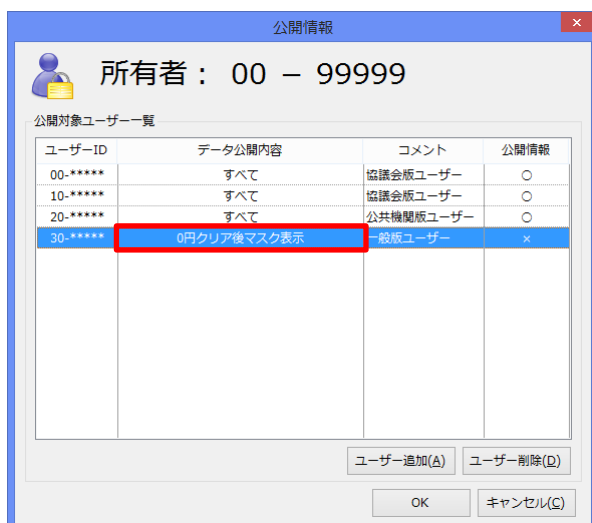 公開情報
所有者： 00 － 99999
公開対象ユーザー一覧
ユーザーID データ公開内容 コメント 公開情報
00-***** すべて 協議会版ユーザー ○
10-***** すべて 協議会版ユーザー ○
20-***** すべて 公共機関版ユーザー ○
30-***** 0円クリア後マスク表示 一般版ユーザー ×
ユーザー追加(A) ユーザー削除(D)
OK キャンセル(C)